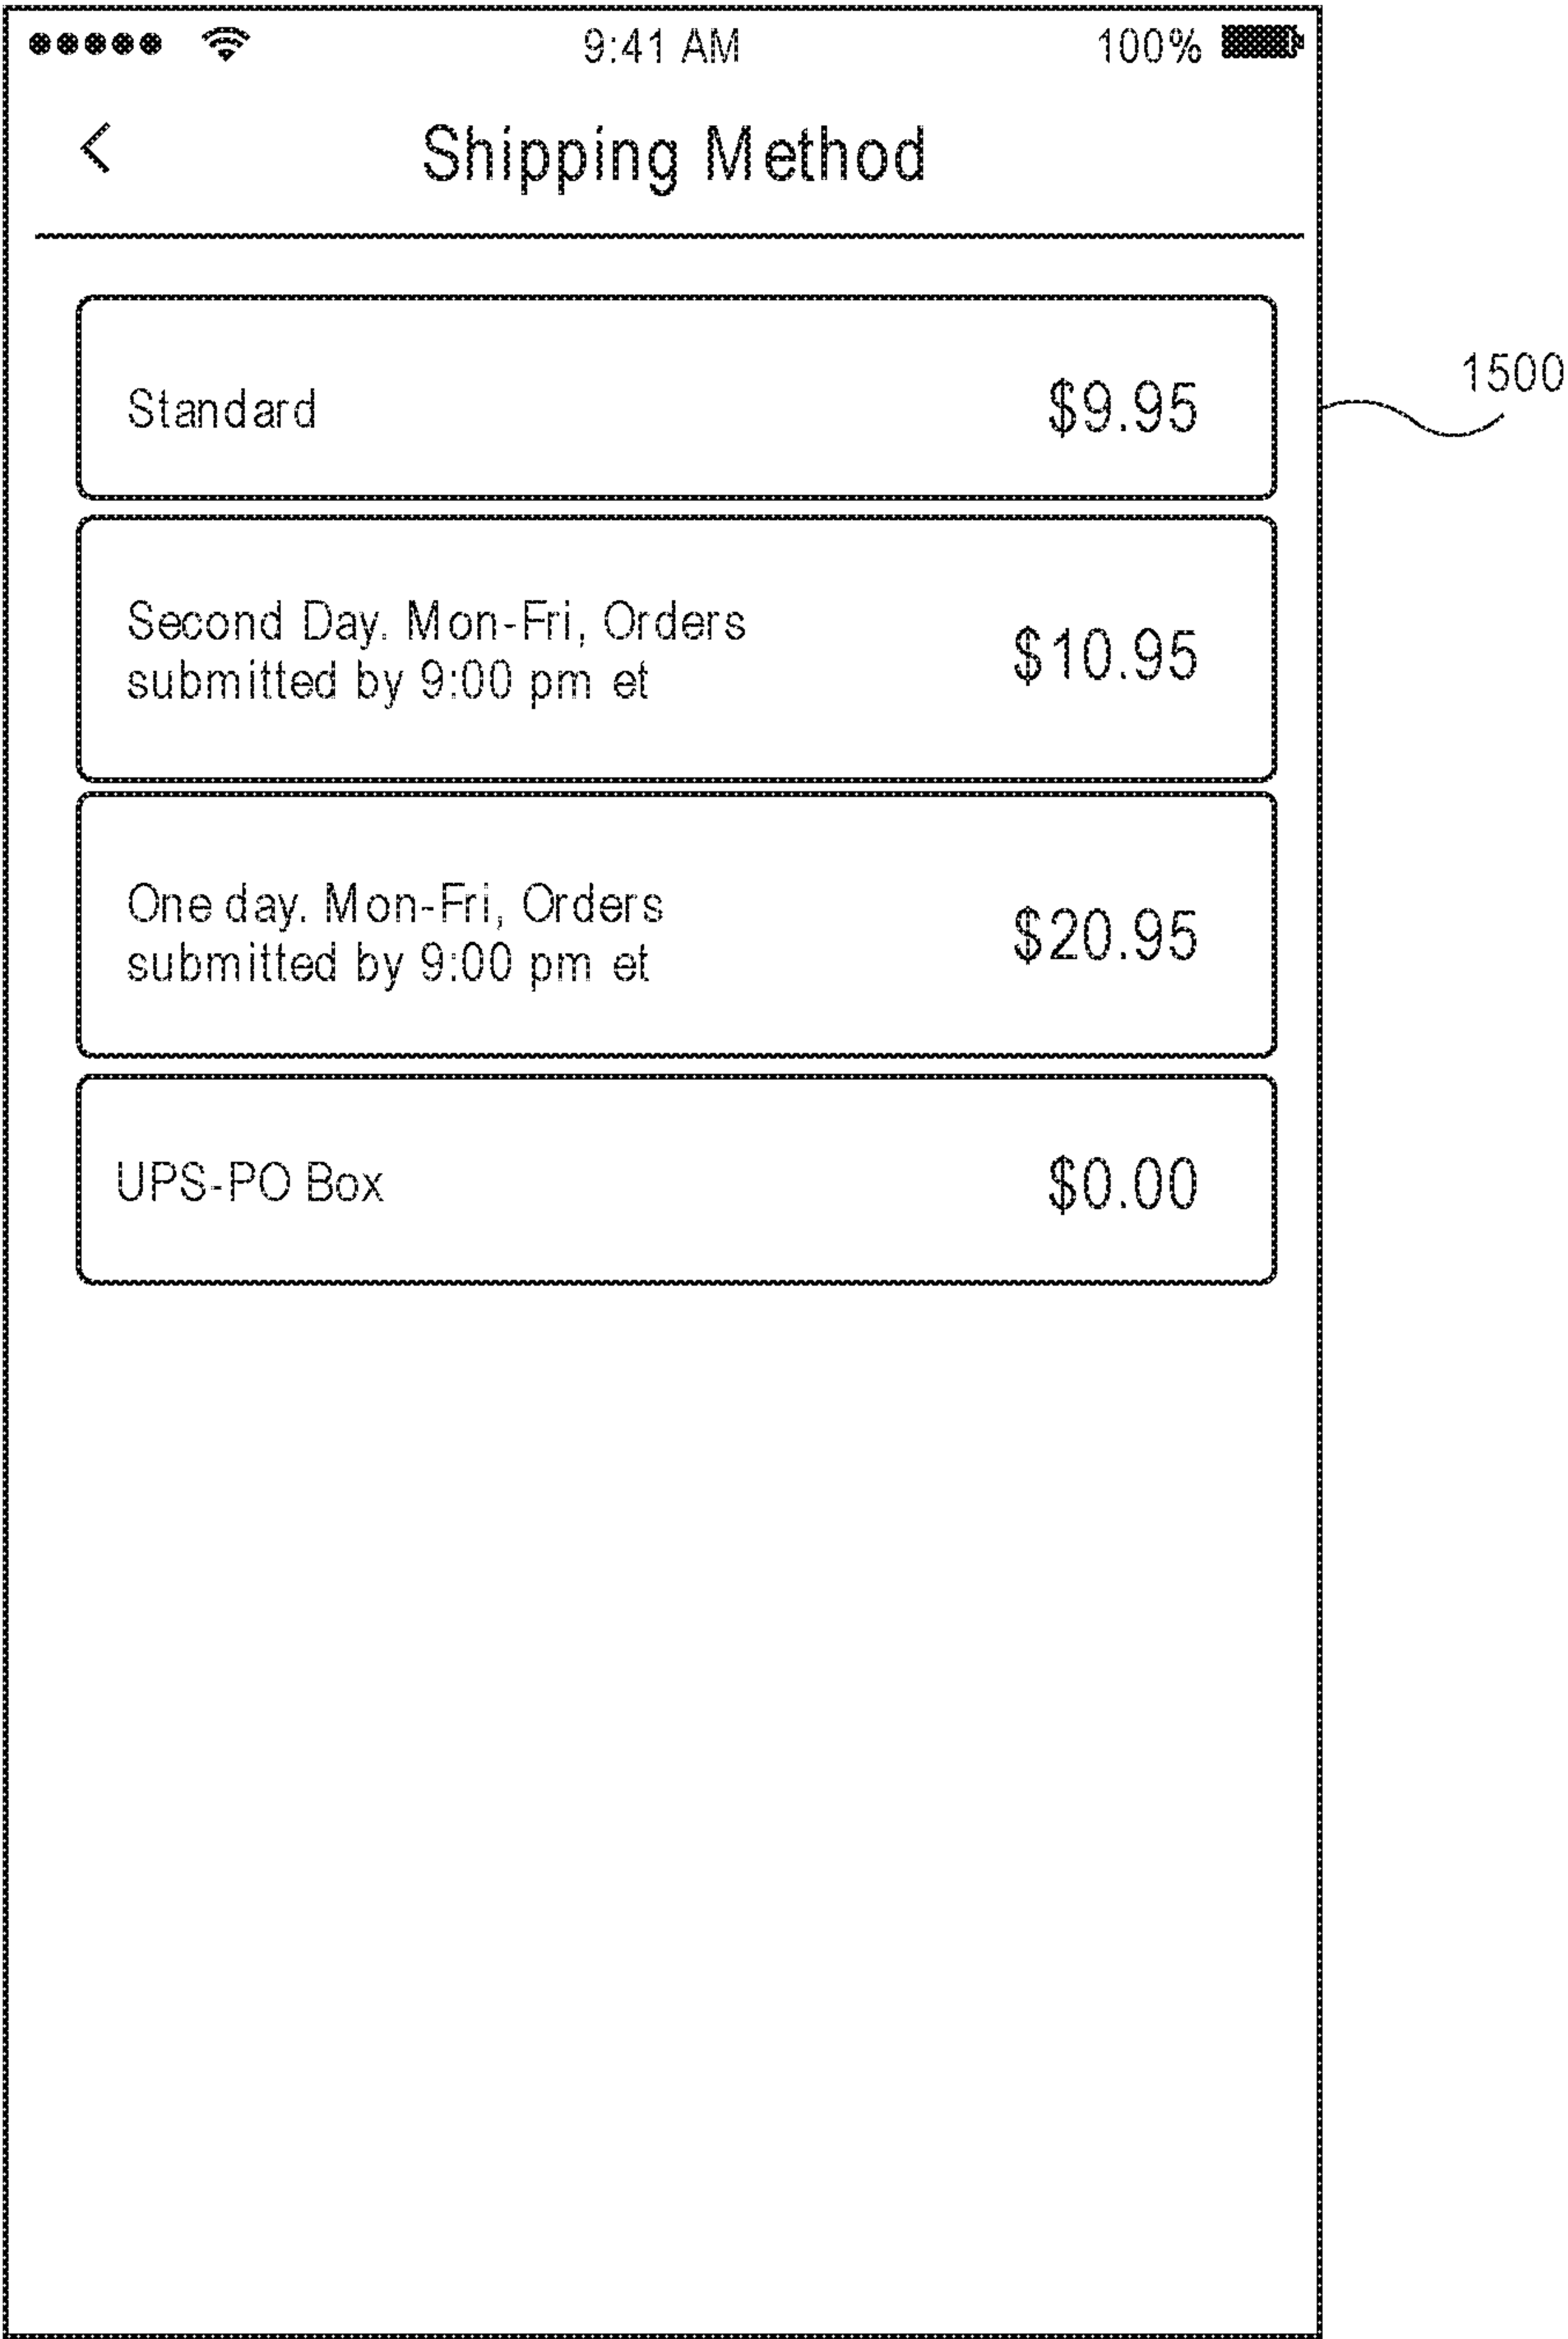 9:41 AM 100%
< Shipping Method
Standard $9.95
1500
Second Day. Mon-Fri, Orders
submitted by 9:00 pm et
$10.95
One day. Mon-Fri, Orders
submitted by 9:00 pm et
$20.95
UPS-PO Box $0.00